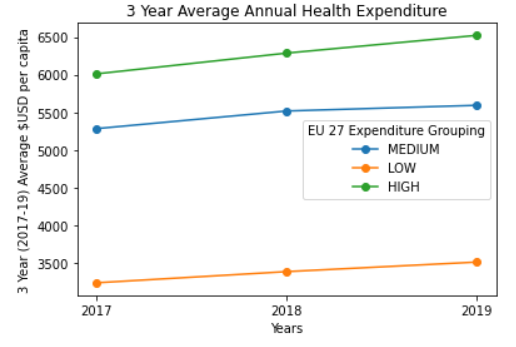 3 Year Average Annual Health Expenditure
3 Year (2017-19) Average $USD per capita
6500
6000
5500
5000
4500
4000
3500
EU 27 Expenditure Grouping
MEDIUM
LOW
HIGH
2017
2018
2019
Years